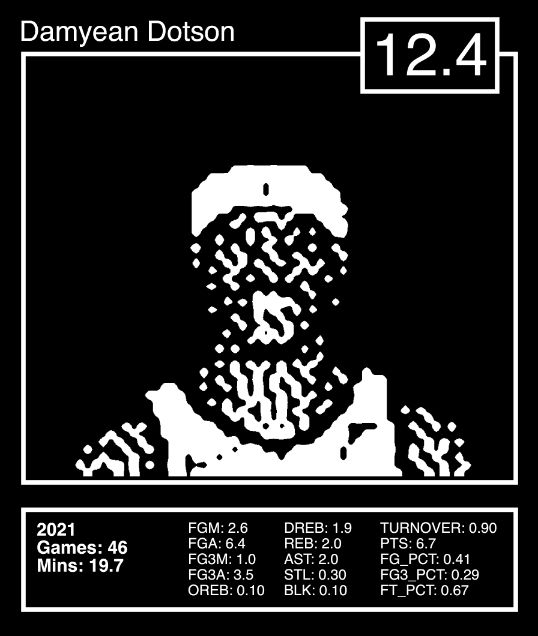 Damyean Dotson
12.4
2021
Games: 46
Mins: 19.7
FGM: 2.6
FGA: 6.4
FG3M: 1.0
FG3A: 3.5
OREB: 0.10
DREB: 1.9
REB: 2.0
AST: 2.0
STL: 0.30
BLK: 0.10
TURNOVER: 0.90
PTS: 6.7
FG_PCT: 0.41
FG3_PCT: 0.29
FT_PCT: 0.67